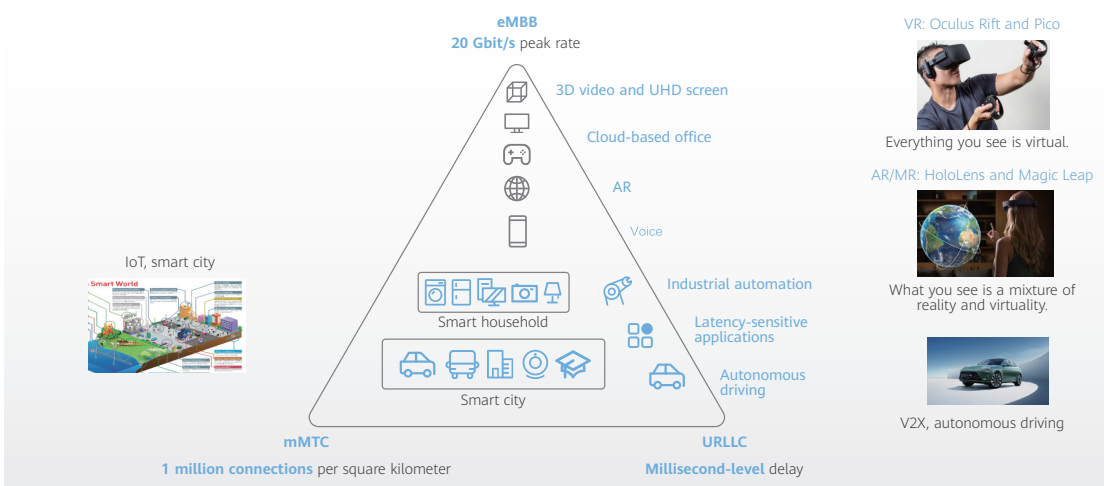 eMBB
20 Gbit/s peak rate
3D video and UHD screen
Cloud-based office
AR
Voice
Industrial automation
Latency-sensitive
applications
Autonomous
driving
Smart household
Smart city
mMTC
1 million connections per square kilometer
URLLC
Millisecond-level delay
IoT, smart city
Smart World
VR: Oculus Rift and Pico
Everything you see is virtual.
AR/MR: HoloLens and Magic Leap
What you see is a mixture of
reality and virtuality.
V2X, autonomous driving